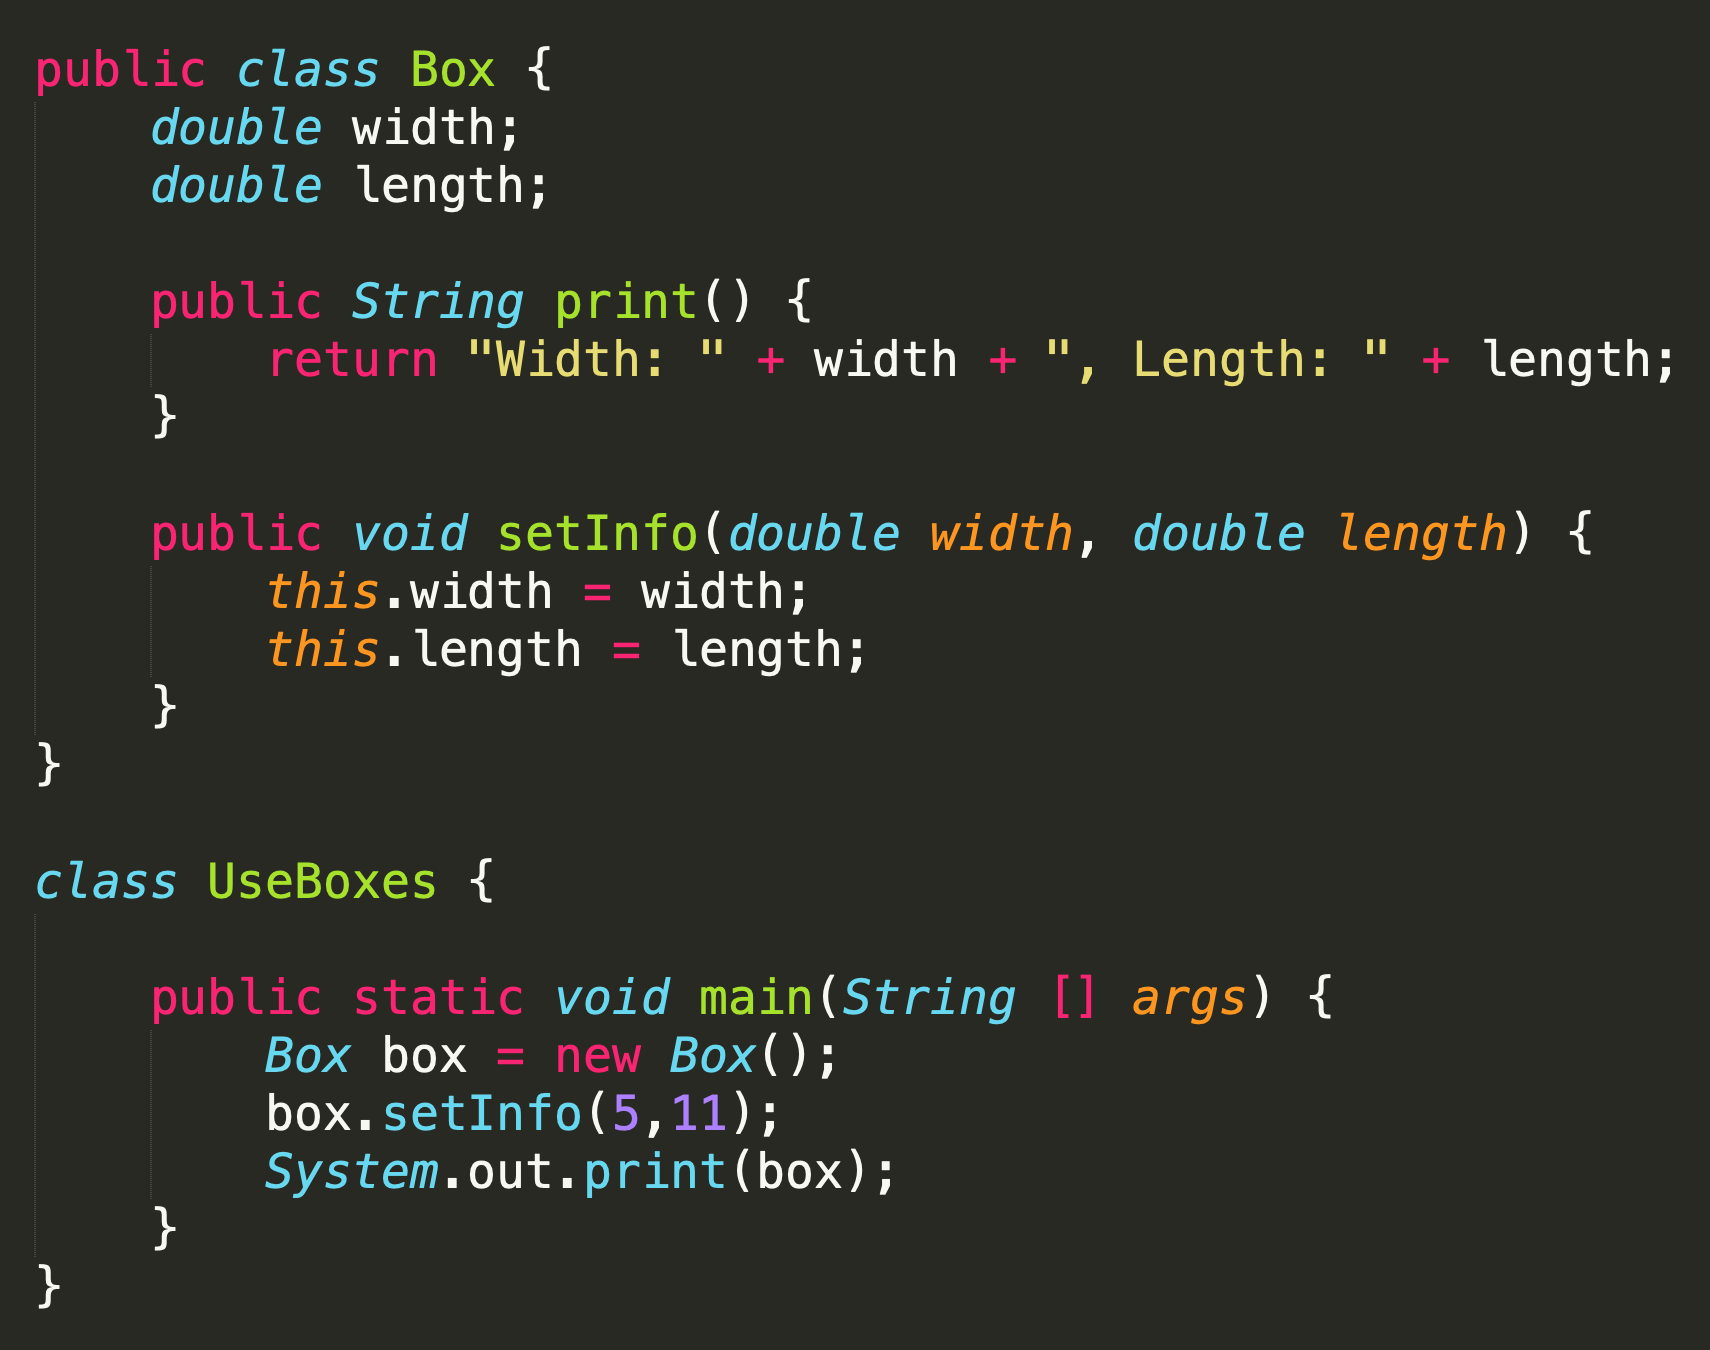 public class Box {
    double width;
    double length;

    public String print() {
        return "Width: " + width + ", Length: " + length;
    }

    public void setInfo(double width, double length) {
        this.width = width;
        this.length = length;
    }
}

class UseBoxes {

    public static void main(String [] args) {
        Box box = new Box();
        box.setInfo(5,11);
        System.out.print(box);
    }
}